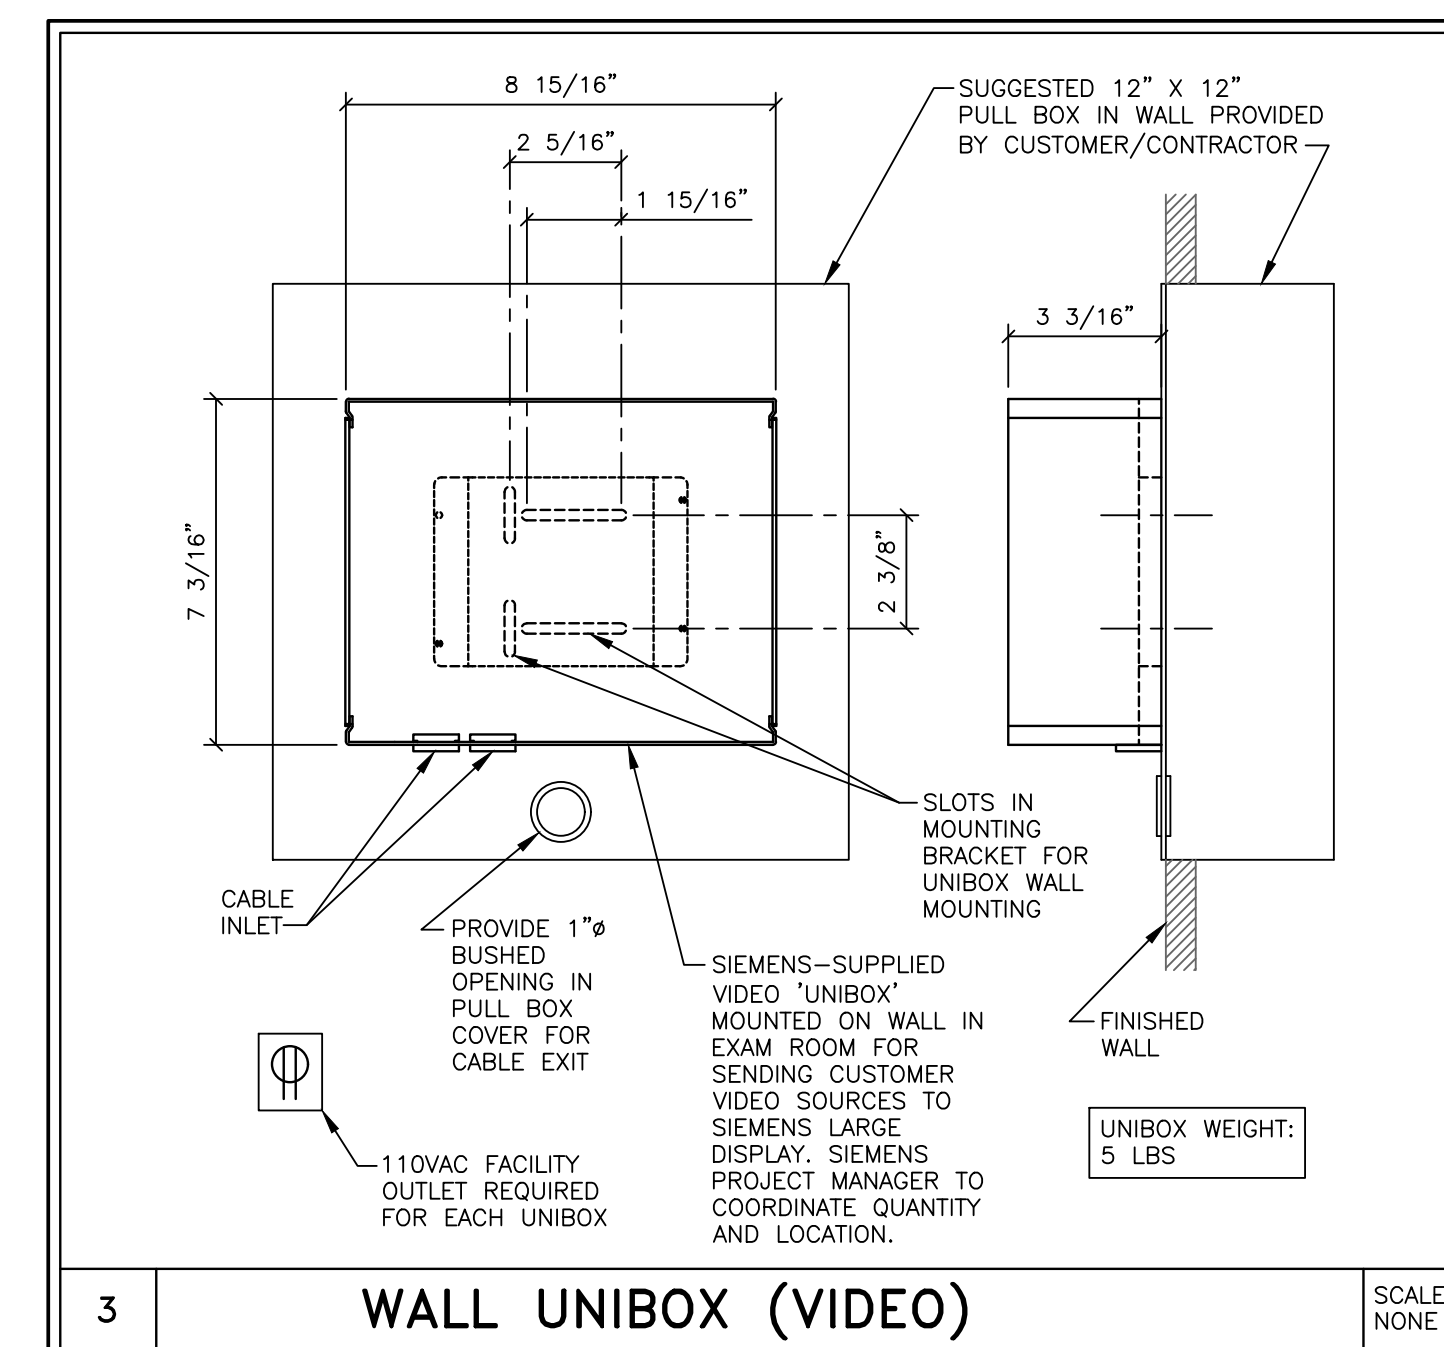 8 15/16”
2 5/16”
1 15/16”
SUGGESTED 12” X 12”
PULL BOX IN WALL PROVIDED
BY CUSTOMER/CONTRACTOR
3 3/16”
7 3/16”
2 3/8”
SLOTS IN
MOUNTING
BRACKET FOR
UNIBOX WALL
MOUNTING
CABLE
INLET
PROVIDE 1”ø
BUSHED
OPENING IN
PULL BOX
COVER FOR
CABLE EXIT
SIEMENS-SUPPLIED
VIDEO 'UNIBOX'
MOUNTED ON WALL IN
EXAM ROOM FOR
SENDING CUSTOMER
VIDEO SOURCES TO
SIEMENS LARGE
DISPLAY. SIEMENS
PROJECT MANAGER TO
COORDINATE QUANTITY
AND LOCATION.
FINISHED
WALL
UNIBOX WEIGHT:
5 LBS
110VAC FACILITY
OUTLET REQUIRED
FOR EACH UNIBOX
3
WALL UNIBOX (VIDEO)
SCALE
NONE